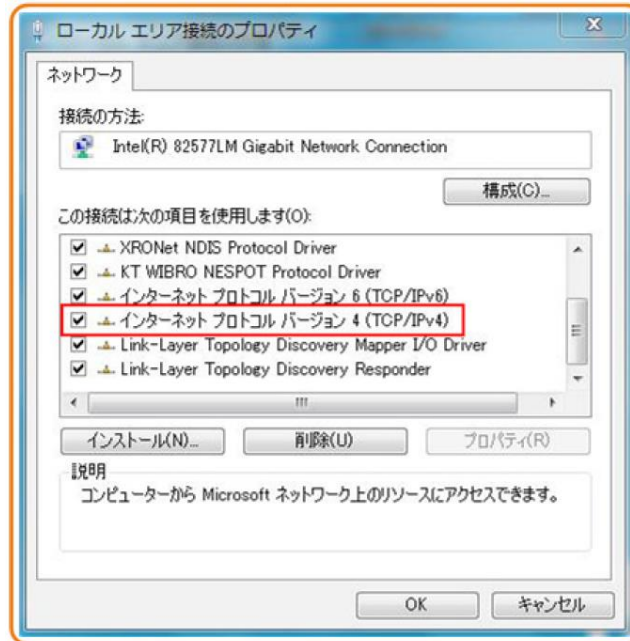 ローカル エリア接続のプロパティ
ネットワーク
接続の方法:
Intel(R) 82577LM Gigabit Network Connection
構成(C)...
この接続は次の項目を使用します(O):
XRONet NDIS Protocol Driver
KT WIBRO NESPOT Protocol Driver
インターネット プロトコル バージョン 6 (TCP/IPv6)
インターネット プロトコル バージョン 4 (TCP/IPv4)
Link-Layer Topology Discovery Mapper I/O Driver
Link-Layer Topology Discovery Responder
インストール(N)... 削除(U) プロパティ(R)
説明
コンピューターから Microsoft ネットワーク上のリソースにアクセスできます。
OK キャンセル